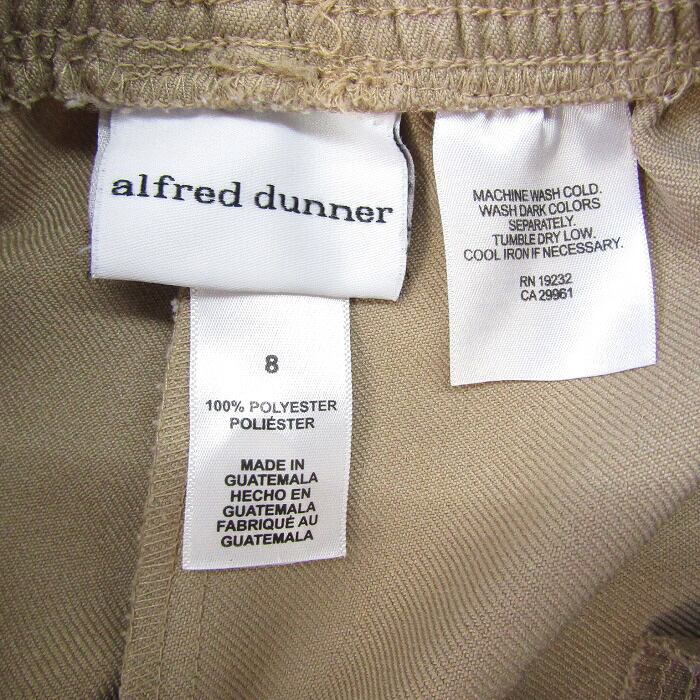 alfred dunner
8
100% POLYESTER
POLIÉSTER
MADE IN
GUATEMALA
HECHO EN
GUATEMALA
FABRIQUÉ AU
GUATEMALA
MACHINE WASH COLD.
WASH DARK COLORS
SEPARATELY.
TUMBLE DRY LOW.
COOL IRON IF NECESSARY.
RN 19232
CA 29961